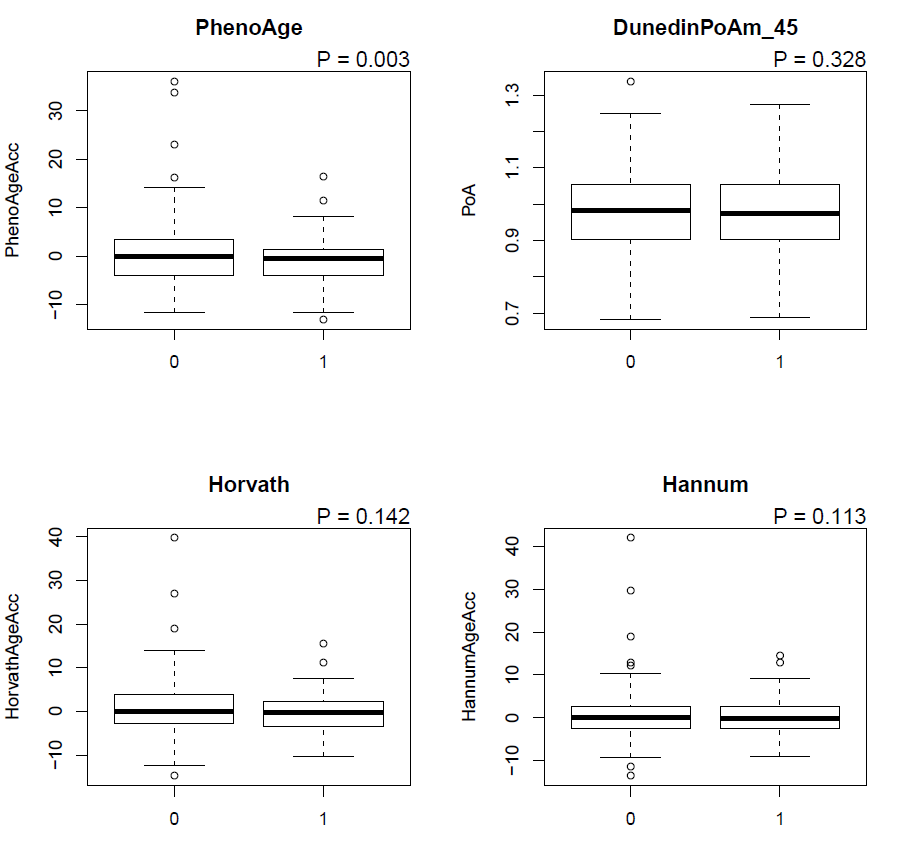 PhenoAge
P = 0.003
PhenoAgeAcc
30
20
10
0
−10
0 1
DunedinPoAm_45
P = 0.328
PoA
1.3
1.1
0.9
0.7
0 1
Horvath
P = 0.142
HorvathAgeAcc
40
30
20
10
0
−10
0 1
Hannum
P = 0.113
HannumAgeAcc
40
30
20
10
0
−10
0 1